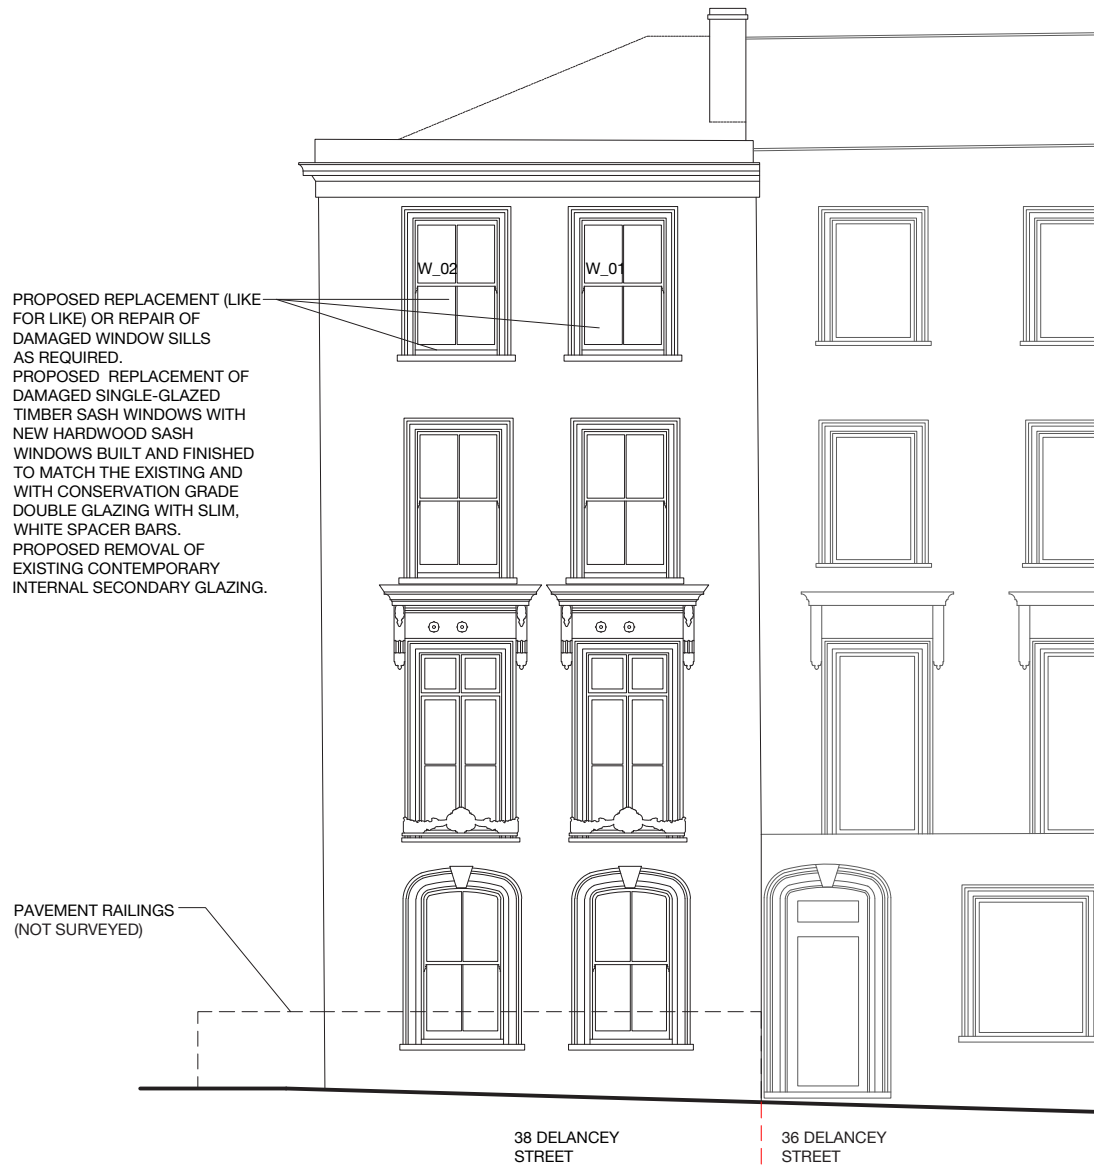 W_02
W_01
PROPOSED REPLACEMENT (LIKE
FOR LIKE) OR REPAIR OF
DAMAGED WINDOW SILLS
AS REQUIRED.
PROPOSED REPLACEMENT OF
DAMAGED SINGLE-GLAZED
TIMBER SASH WINDOWS WITH
NEW HARDWOOD SASH
WINDOWS BUILT AND FINISHED
TO MATCH THE EXISTING AND
WITH CONSERVATION GRADE
DOUBLE GLAZING WITH SLIM,
WHITE SPACER BARS.
PROPOSED REMOVAL OF
EXISTING CONTEMPORARY
INTERNAL SECONDARY GLAZING.
PAVEMENT RAILINGS
(NOT SURVEYED)
38 DELANCEY
STREET
36 DELANCEY
STREET